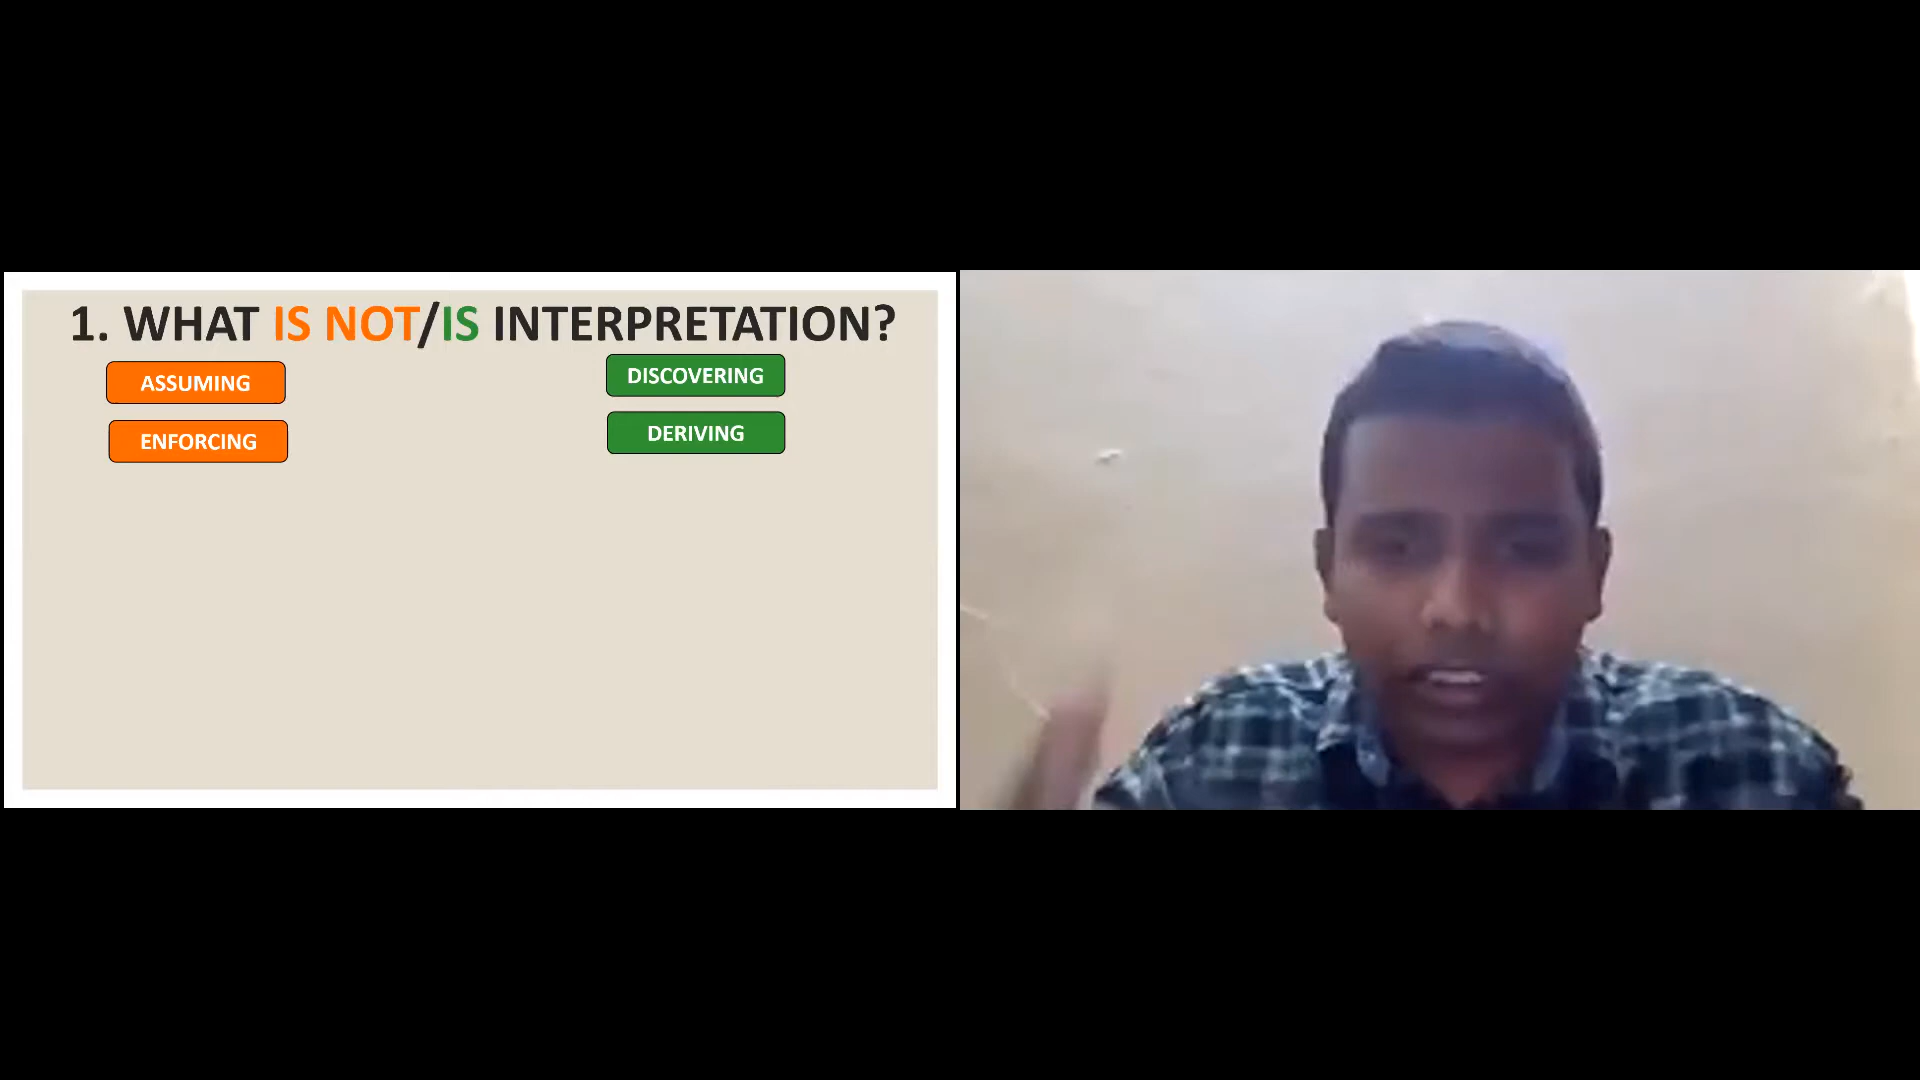 1. WHAT IS NOT/IS INTERPRETATION?
ASSUMING
DISCOVERING
ENFORCING
DERIVING